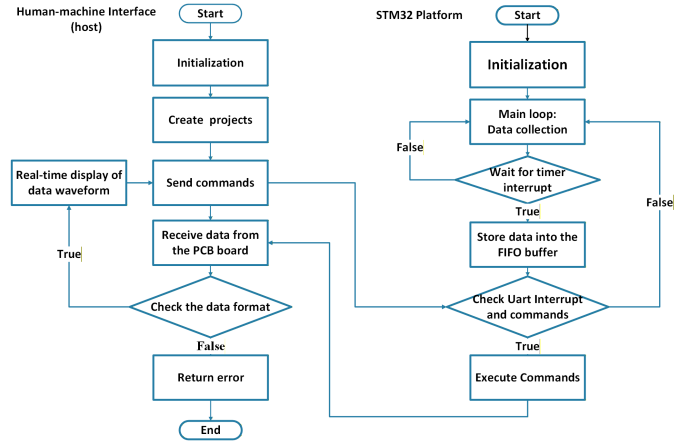 Human-machine Interface
(host)
Start
Initialization
Create projects
Real-time display of
data waveform
Send commands
Receive data from
the PCB board
True
Check the data format
False
Return error
End
STM32 Platform
Start
Initialization
Main loop:
Data collection
False
Wait for timer
interrupt
True
False
Store data into the
FIFO buffer
Check Uart Interrupt
and commands
True
Execute Commands